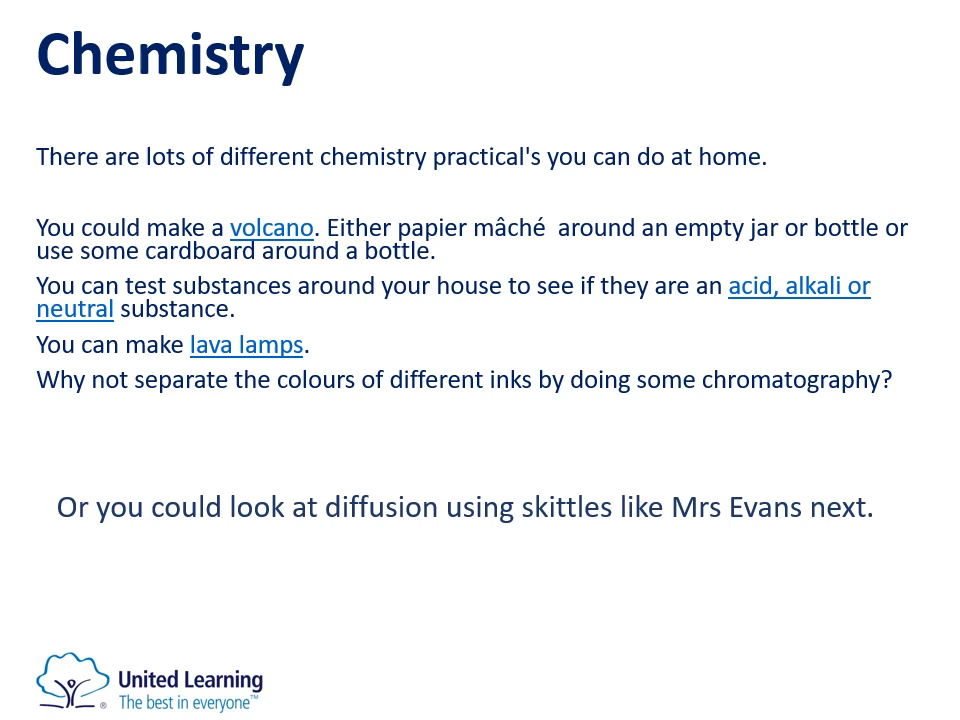 Chemistry
There are lots of different chemistry practical's you can do at home.
You could make a volcano. Either papier mâché  around an empty jar or bottle or
use some cardboard around a bottle.
You can test substances around your house to see if they are an acid, alkali or
neutral substance.
You can make lava lamps.
Why not separate the colours of different inks by doing some chromatography?
Or you could look at diffusion using skittles like Mrs Evans next.
United Learning
The best in everyone™
®